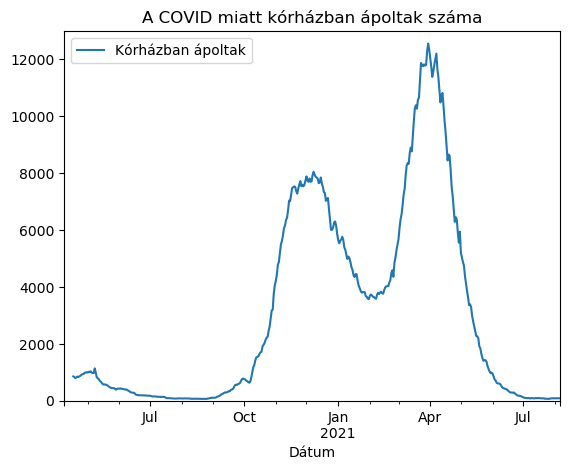 A COVID miatt kórházban ápoltak száma
Kórházban ápoltak
12000
10000
8000
6000
4000
2000
0
Jul Oct Jan Apr Jul
2021
Dátum